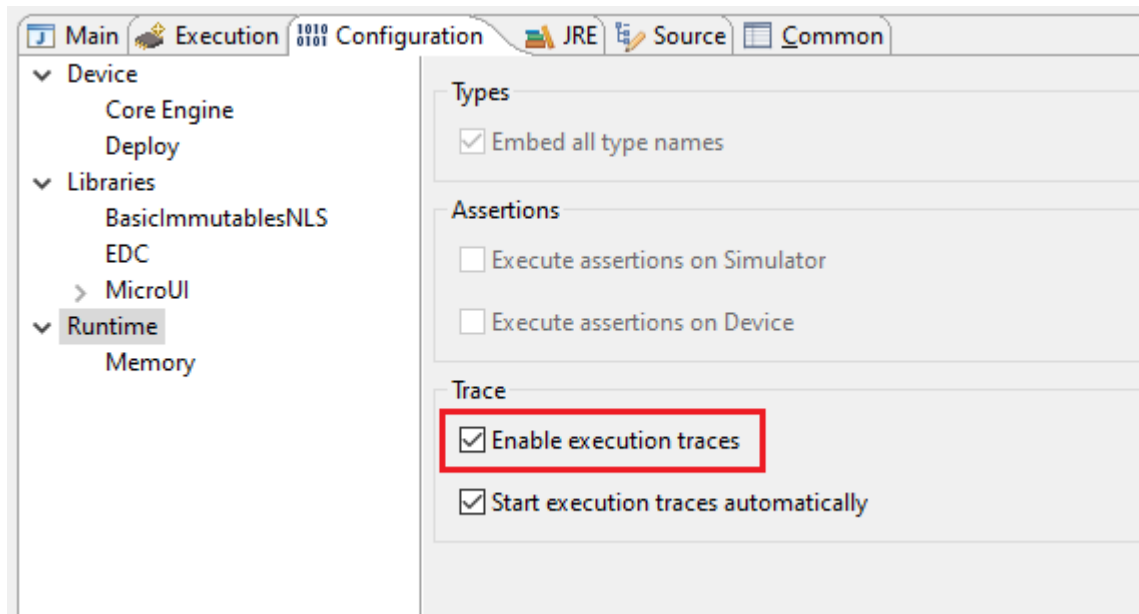 Main Execution 1010 0101 Configuration JRE Source Common
Device
Core Engine
Deploy
Libraries
BasicImmutablesNLS
EDC
MicroUI
Runtime
Memory
Types
Embed all type names
Assertions
Execute assertions on Simulator
Execute assertions on Device
Trace
Enable execution traces
Start execution traces automatically